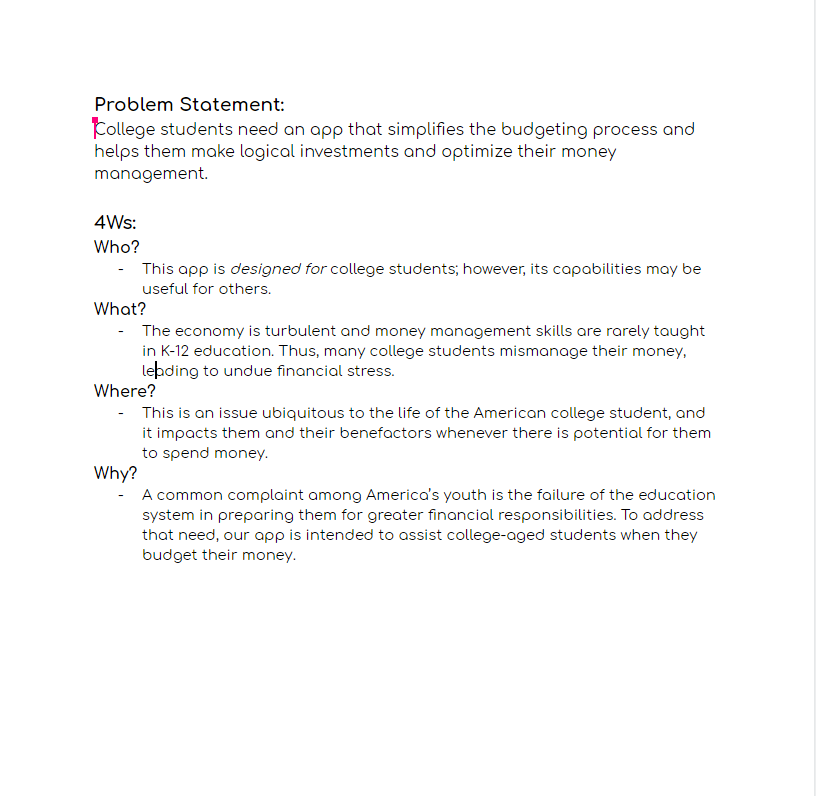 Problem Statement:
College students need an app that simplifies the budgeting process and
helps them make logical investments and optimize their money
management.
4Ws:
Who?
- This app is designed for college students; however, its capabilities may be
useful for others.
What?
- The economy is turbulent and money management skills are rarely taught
in K-12 education. Thus, many college students mismanage their money,
leading to undue financial stress.
Where?
- This is an issue ubiquitous to the life of the American college student, and
it impacts them and their benefactors whenever there is potential for them
to spend money.
Why?
- A common complaint among America's youth is the failure of the education
system in preparing them for greater financial responsibilities. To address
that need, our app is intended to assist college-aged students when they
budget their money.